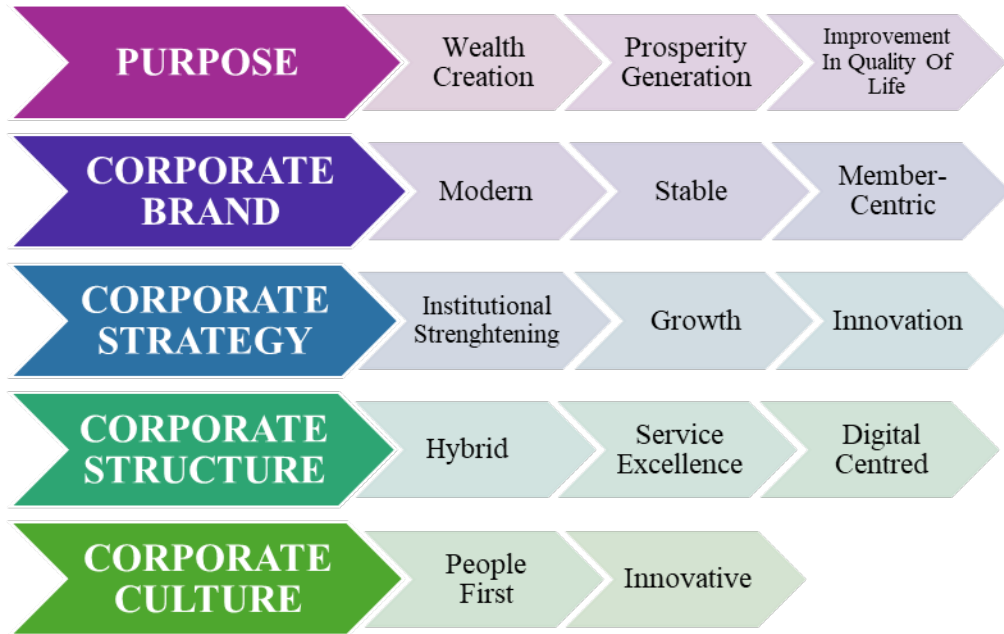 PURPOSE
Wealth
Creation
Prosperity
Generation
Improvement
In Quality Of
Life
CORPORATE
BRAND
Modern
Stable
Member-
Centric
CORPORATE
STRATEGY
Institutional
Strenghtening
Growth
Innovation
CORPORATE
STRUCTURE
Hybrid
Service
Excellence
Digital
Centred
CORPORATE
CULTURE
People
First
Innovative